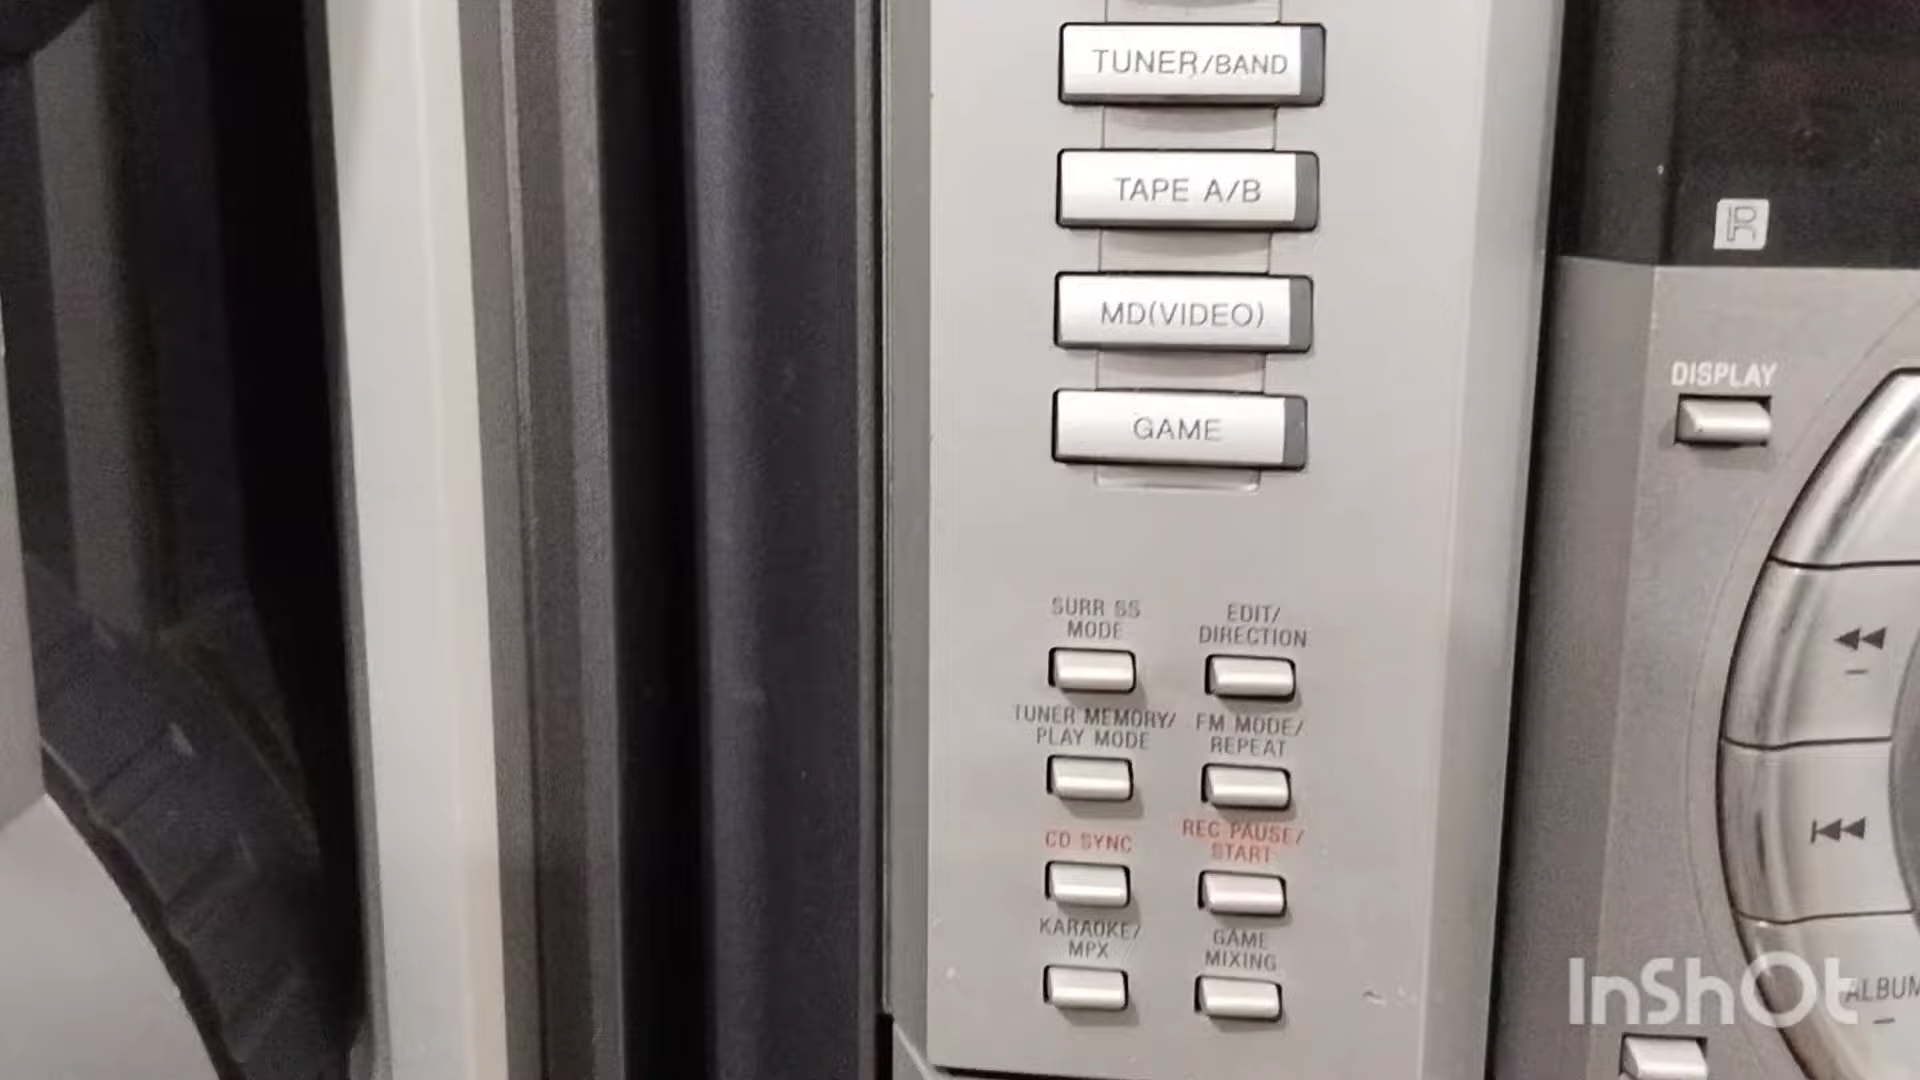 TUNER/BAND
TAPE A/B
MD(VIDEO)
GAME
DISPLAY
SURR SS
MODE
EDIT/
DIRECTION
TUNER MEMORY/
PLAY MODE
FM MODE/
REPEAT
CD SYNC
REC PAUSE/
START
KARAOKE/
MPX
GAME
MIXING
ALBUM
InShOt